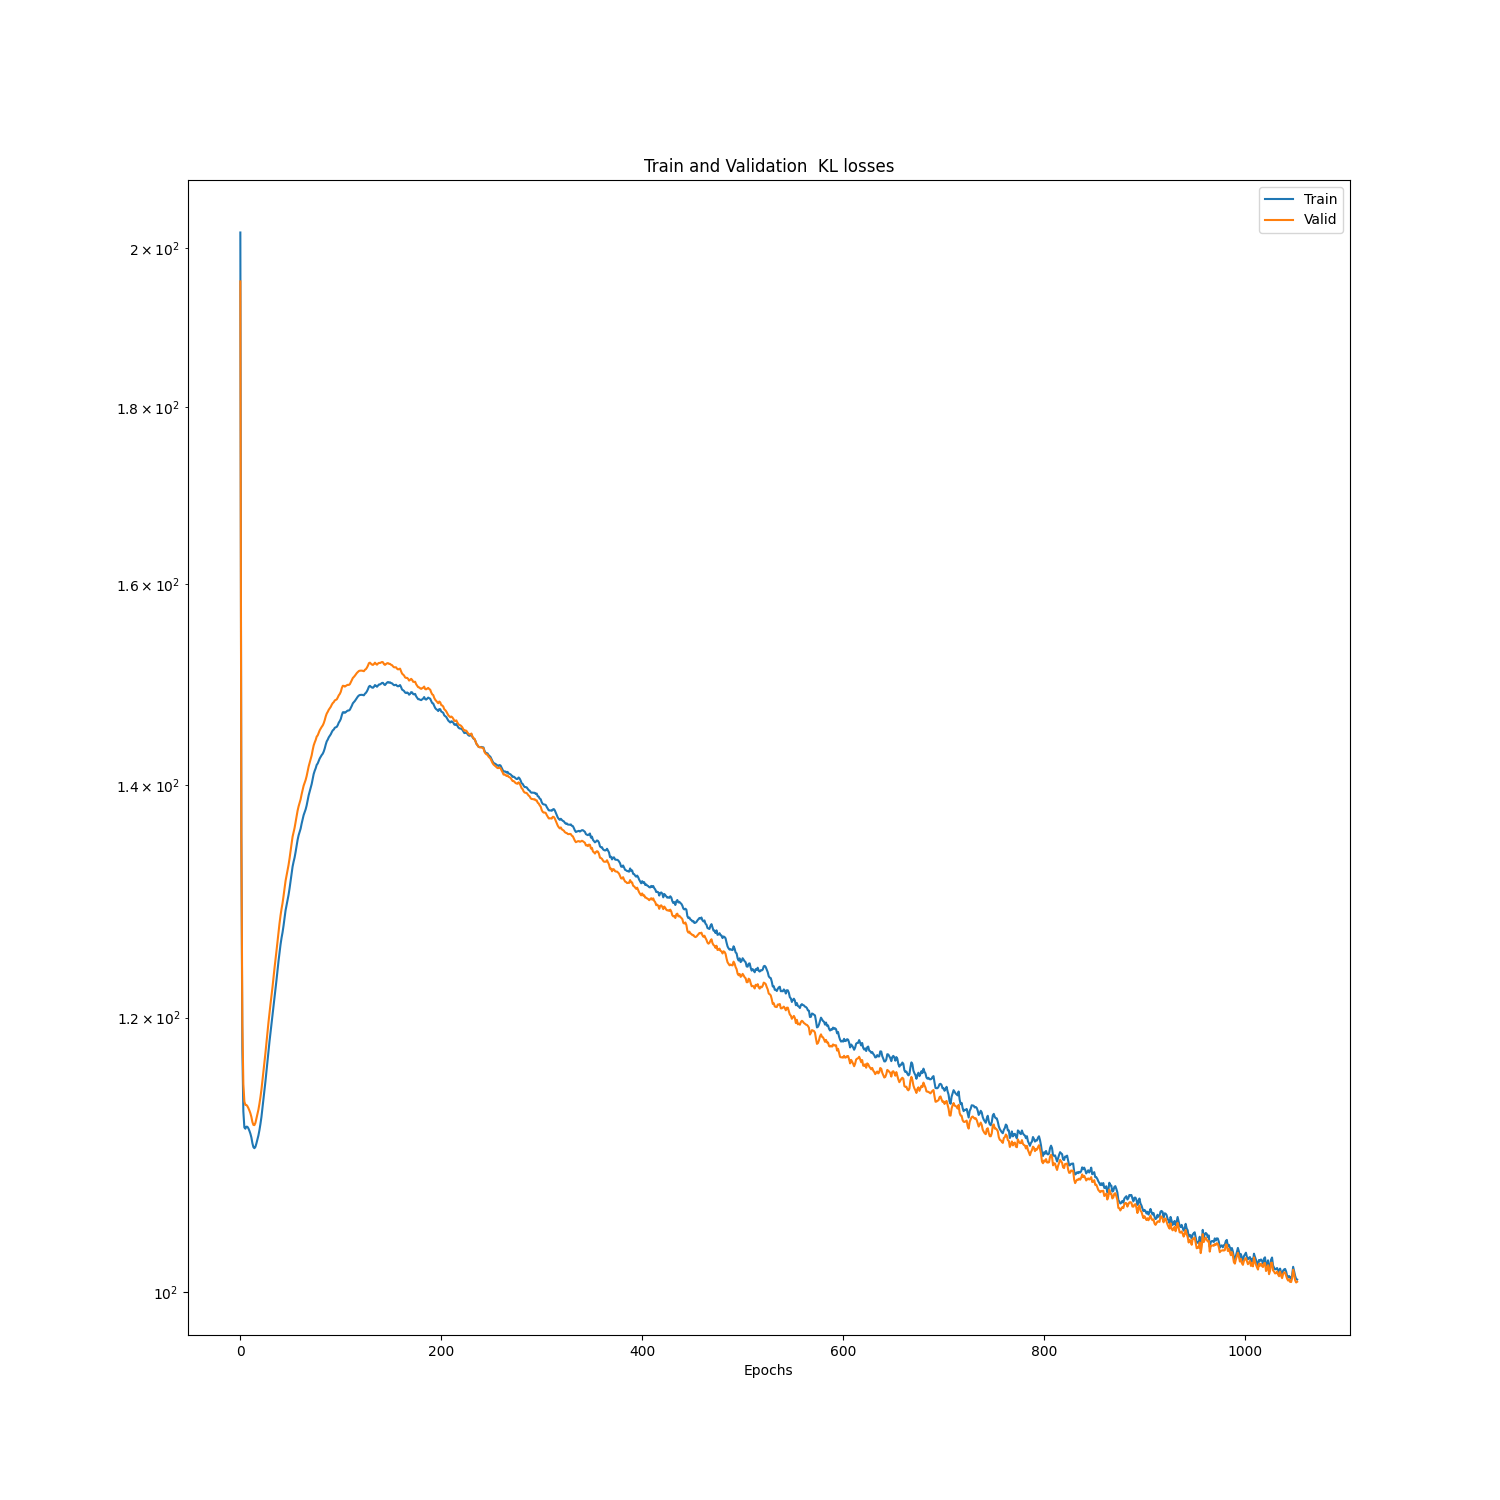 Train and Validation  KL losses
Train
Valid
2 × 10²
1.8 × 10²
1.6 × 10²
1.4 × 10²
1.2 × 10²
10²
0 200 400 600 800 1000
Epochs